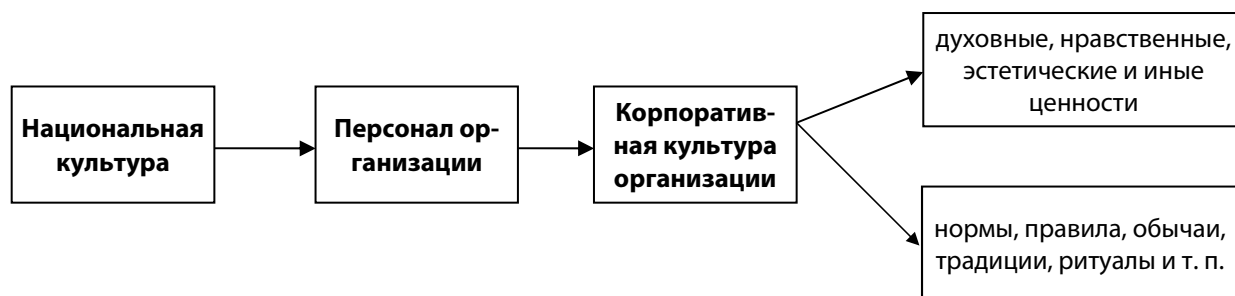 духовные, нравственные,
эстетические и иные
ценности
Национальная
культура
Персонал ор-
ганизации
Корпоратив-
ная культура
организации
нормы, правила, обычаи,
традиции, ритуалы и т. п.